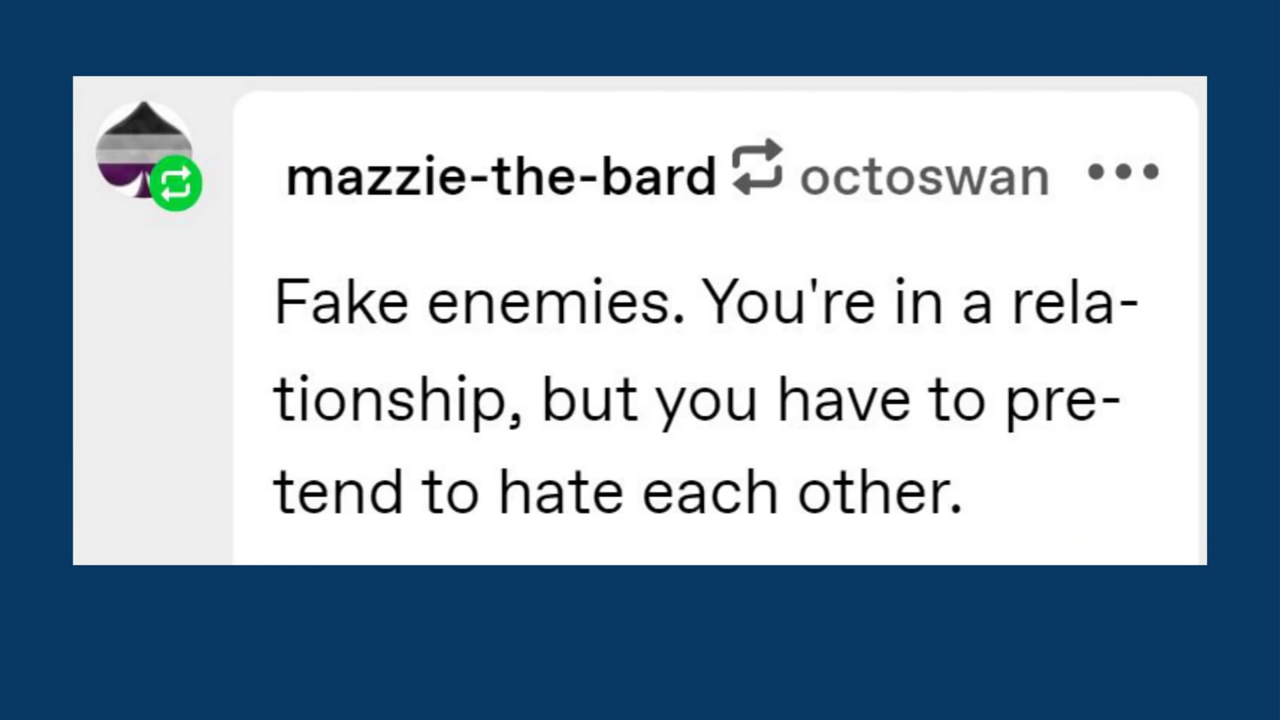 mazzie-the-bard octoswan
Fake enemies. You're in a rela-
tionship, but you have to pre-
tend to hate each other.